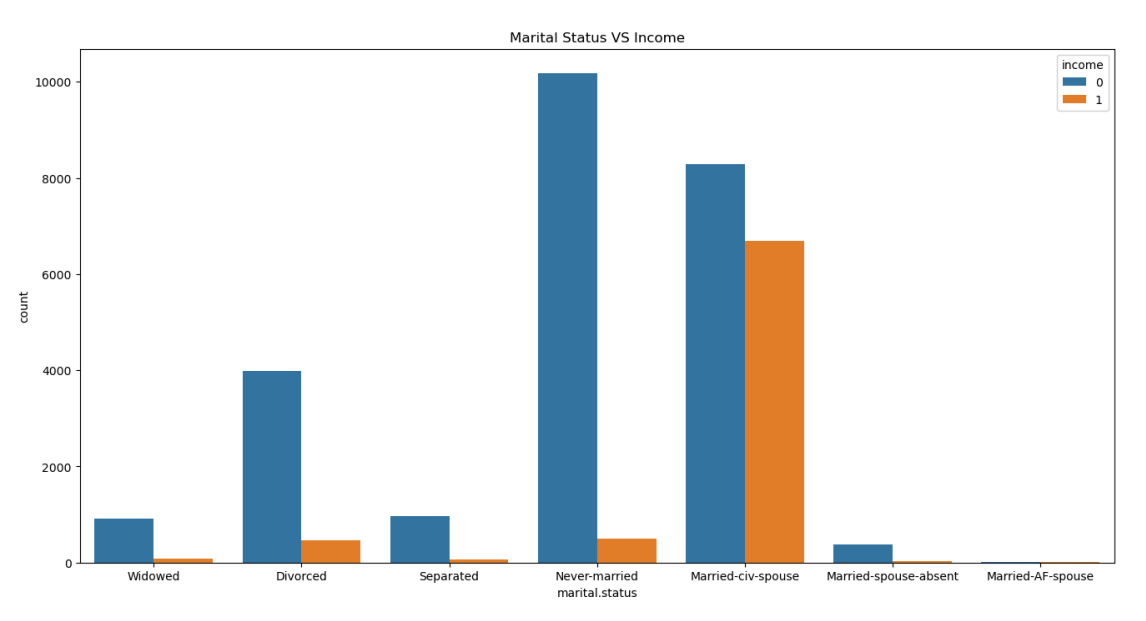 Marital Status VS Income
income
0
1
10000
8000
6000
4000
2000
0
count
Widowed Divorced Separated Never-married Married-civ-spouse Married-spouse-absent Married-AF-spouse
marital.status